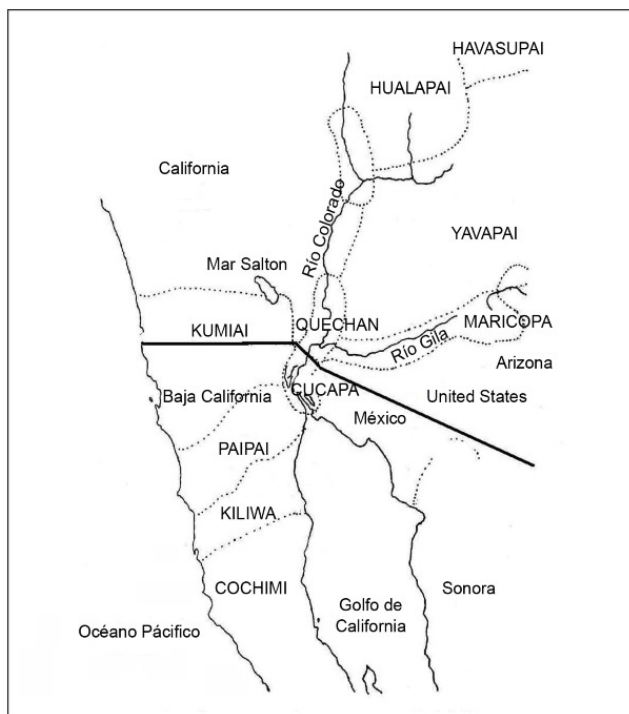 HAVASUPAI
HUALAPAI
California
Río Colorado
YAVAPAI
Mar Salton
KUMIAI
QUECHAN
MARICOPA
Río Gila
Arizona
Baja California
CUCAPA
United States
México
PAIPAI
KILIWA
COCHIMI
Golfo de
California
Sonora
Océano Pácifico